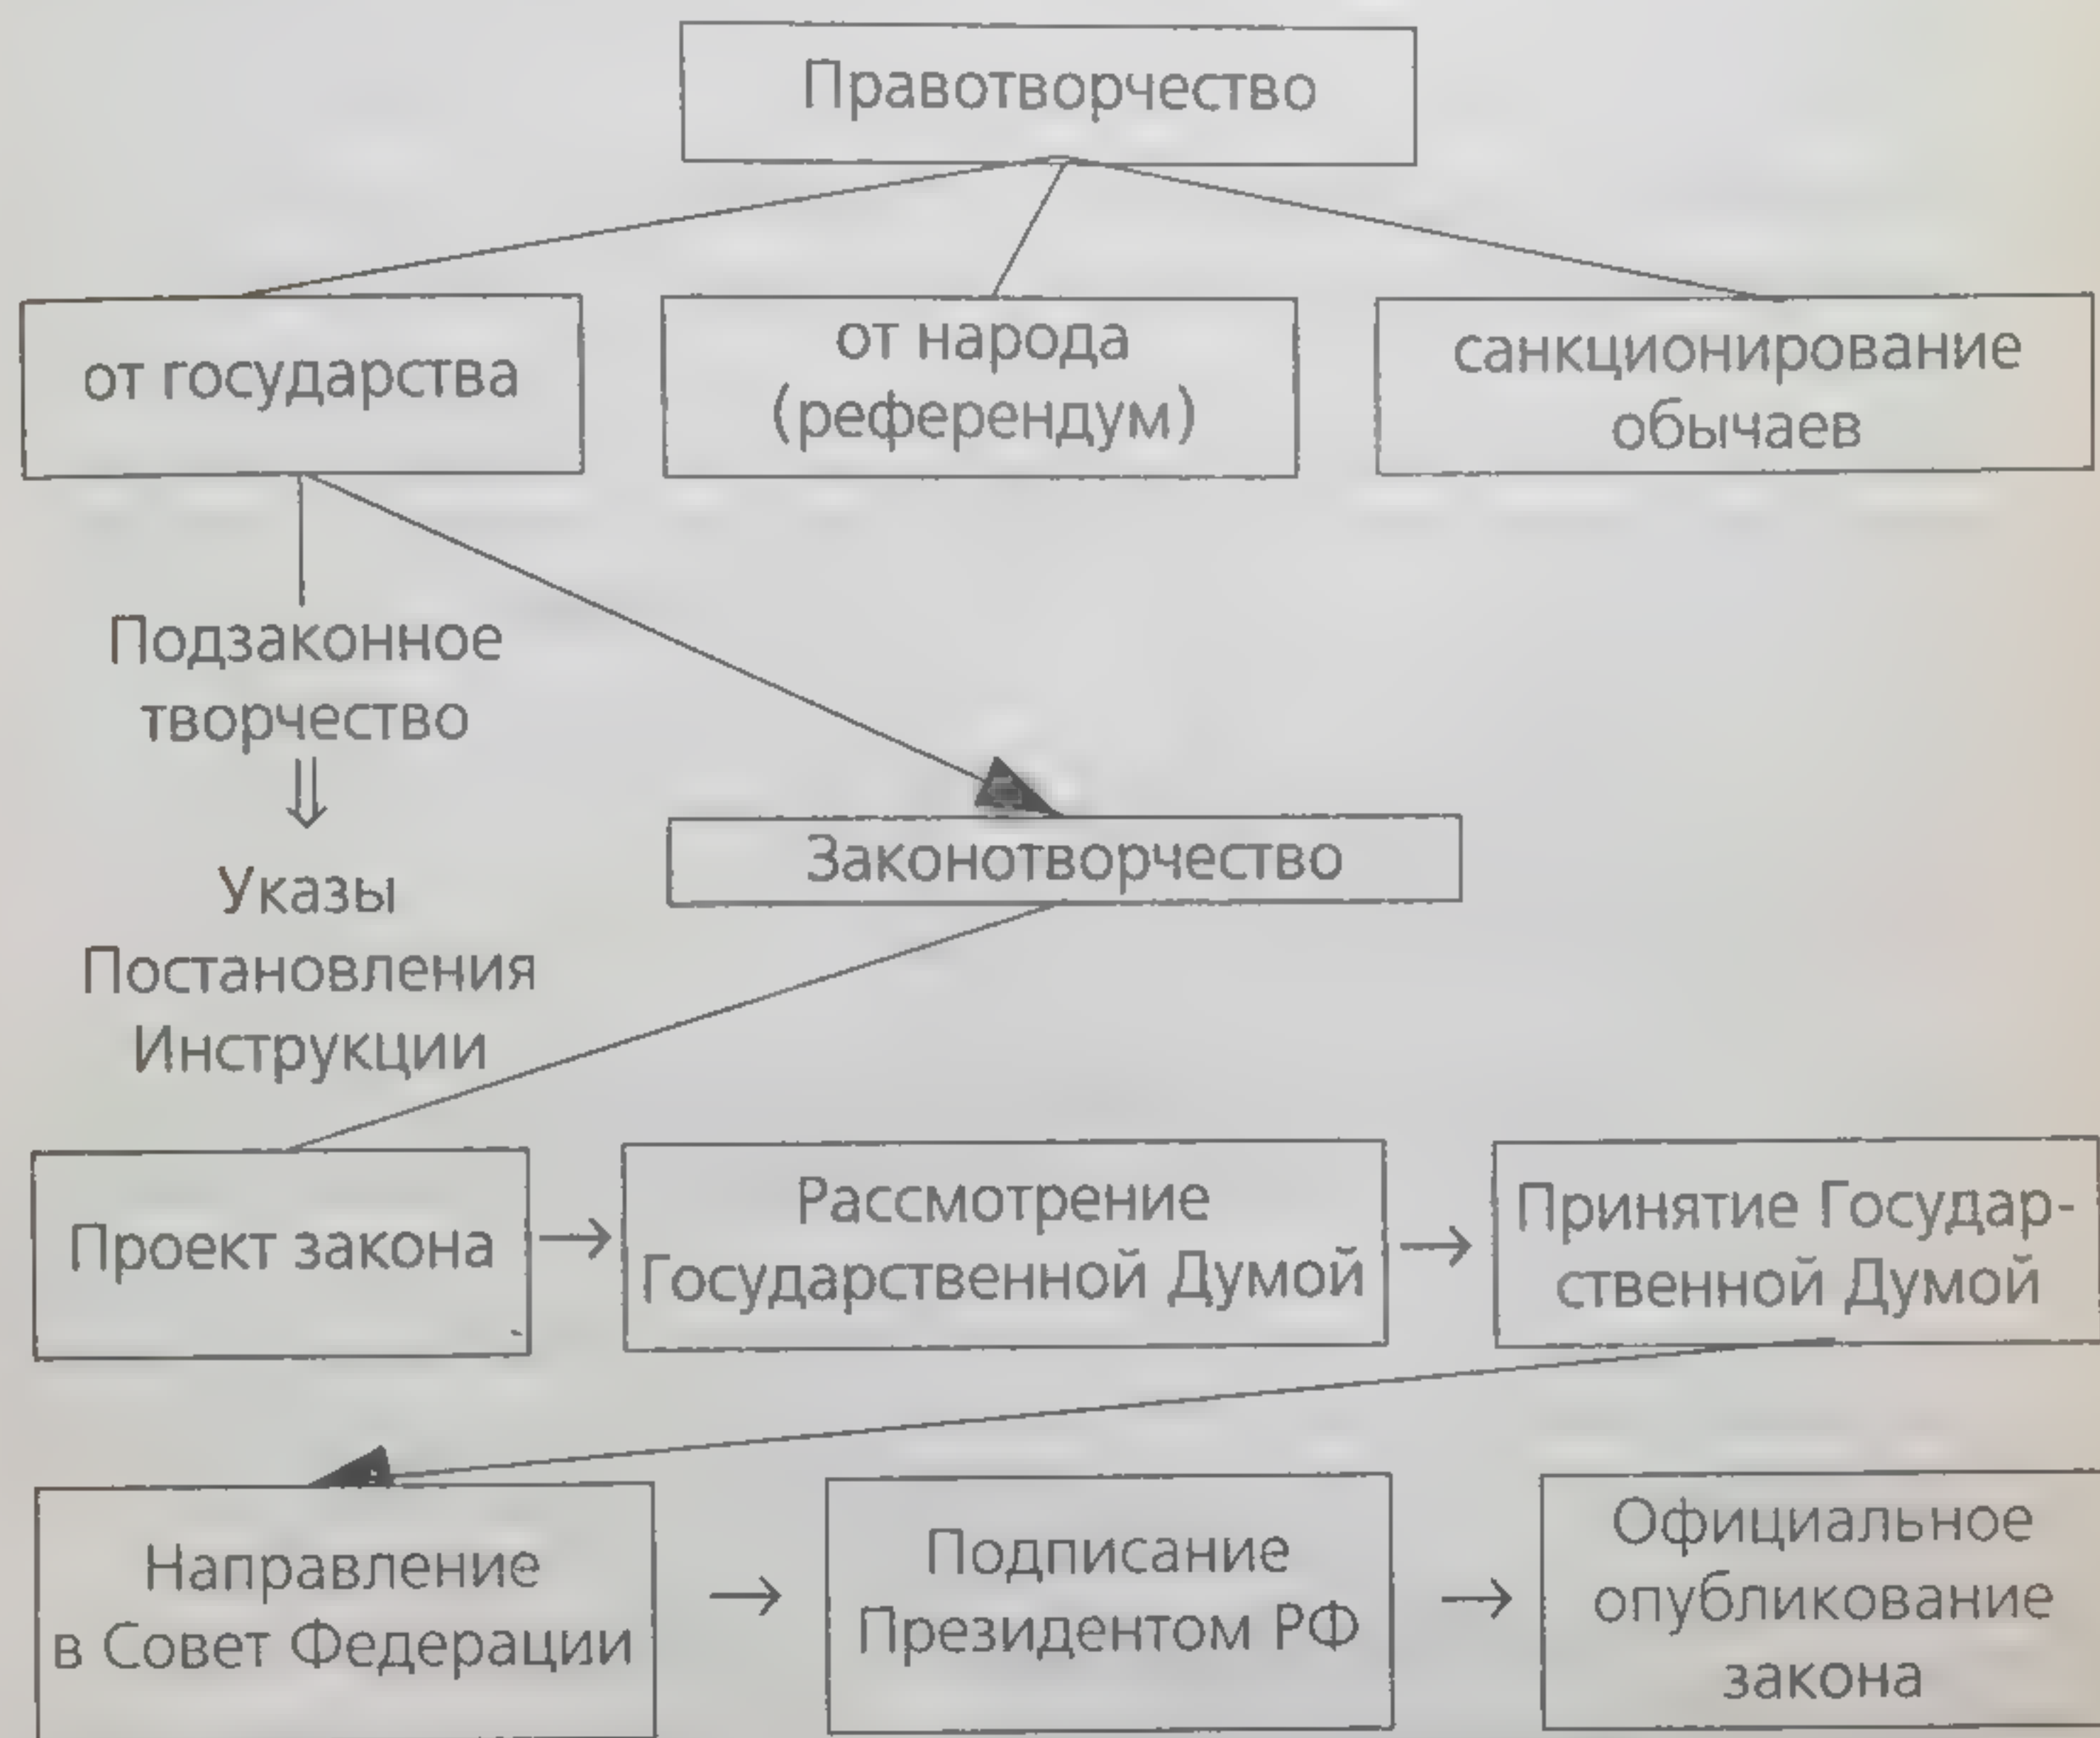 Правотворчество
от государства
от народа
(референдум)
санкционирование
обычаев
Подзаконное
творчество
⇓
Указы
Постановления
Инструкции
Законотворчество
Проект закона
→
Рассмотрение
Государственной Думой
→
Принятие Государ-
ственной Думой
Направление
в Совет Федерации
→
Подписание
Президентом РФ
→
Официальное
опубликование
закона